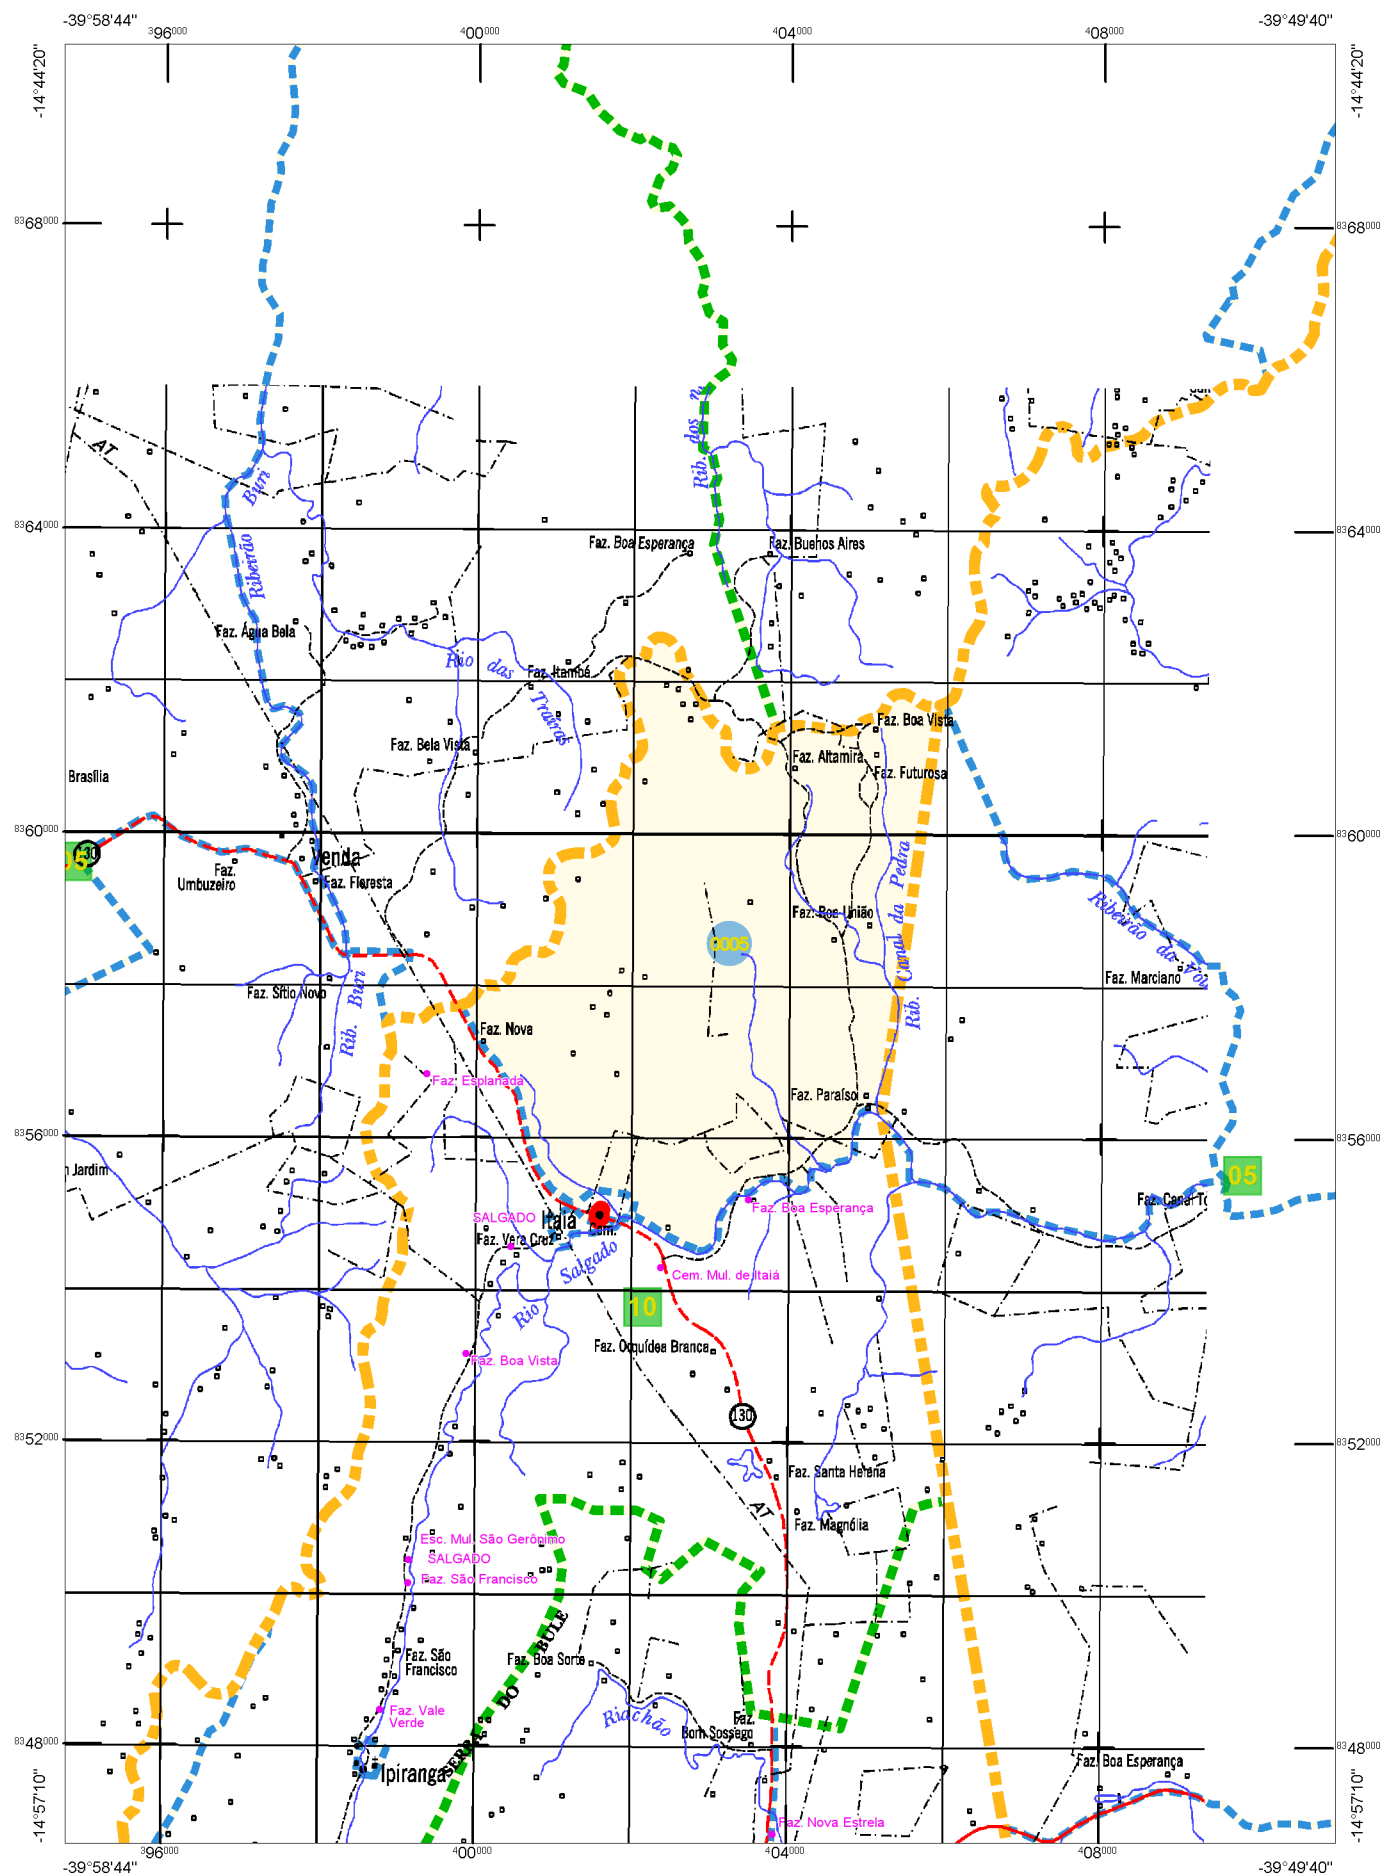 -39°58'44"
-39°49'40"
396000
400000
404000
408000
-14°44'20"
-14°44'20"
8368000
8368000
AT
Rib. dos
Buri
Ribeirão
8364000
8364000
Faz. Boa Esperança
Faz. Buenos Aires
Faz. Água Bela
Rio das
Traíras
Faz. Itambé
Faz. Boa Vista
Faz. Bela Vista
Faz. Altamira
Faz. Futurosa
Brasília
8360000
8360000
130
05
Venda
Faz.
Umbuzeiro
Faz. Floresta
Rib. Canal da Pedra
Faz. Boa União
Ribeirão da
0005
Faz. Marciano
Faz. Sítio Novo
Rib. Buri
Faz. Nova
Faz. Esplanada
Faz. Paraíso
8356000
8356000
Jardim
05
Faz. Canal
Faz. Boa Esperança
SALGADO
Itaiá
Cem.
Faz. Vera Cruz
Rio Salgado
Cem. Mul. de Itaiá
10
Faz. Orquídea Branca
Faz. Boa Vista
130
8352000
8352000
Faz. Santa Helena
AT
Faz. Magnólia
Esc. Mul. São Gerônimo
SALGADO
Faz. São Francisco
SERRA DO BULE
Faz. São
Francisco
Faz. Boa Sorte
Faz. Vale
Verde
Riachão
Faz.
Bom Sossego
8348000
8348000
Faz. Boa Esperança
Ipiranga
Faz. Nova Estrela
-14°57'10"
-14°57'10"
396000
400000
404000
408000
-39°58'44"
-39°49'40"